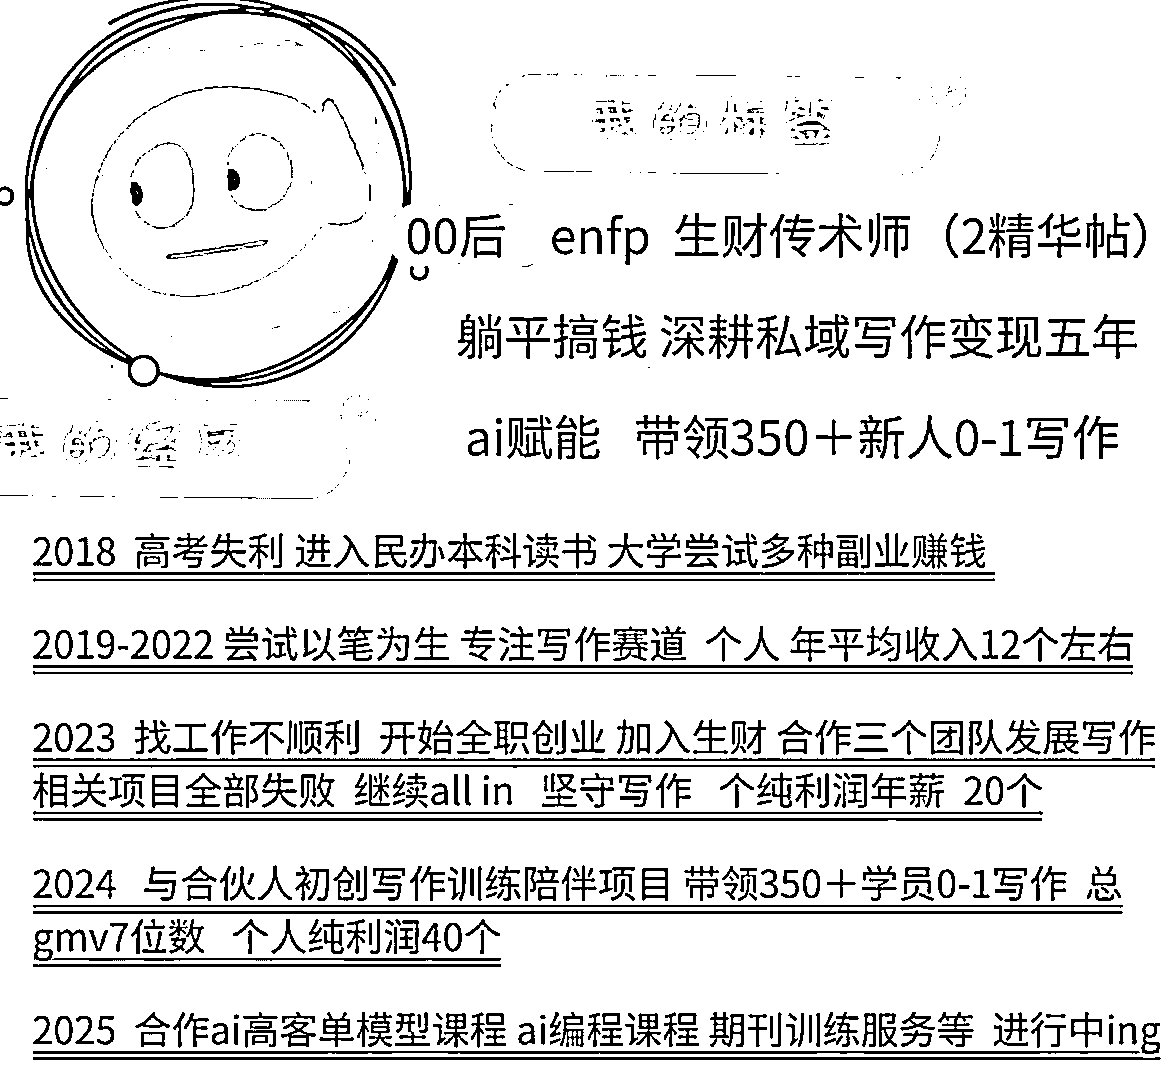 我的标签
00后 enfp 生财传术师（2精华帖）
躺平搞钱 深耕私域写作变现五年
ai赋能 带领350＋新人0-1写作
我的经历
2018 高考失利 进入民办本科读书 大学尝试多种副业赚钱
2019-2022 尝试以笔为生 专注写作赛道 个人 年平均收入12个左右
2023 找工作不顺利 开始全职创业 加入生财 合作三个团队发展写作
相关项目全部失败 继续all in 坚守写作 个纯利润年薪 20个
2024 与合伙人初创写作训练陪伴项目 带领350＋学员0-1写作 总
gmv7位数 个人纯利润40个
2025 合作ai高客单模型课程 ai编程课程 期刊训练服务等 进行中ing